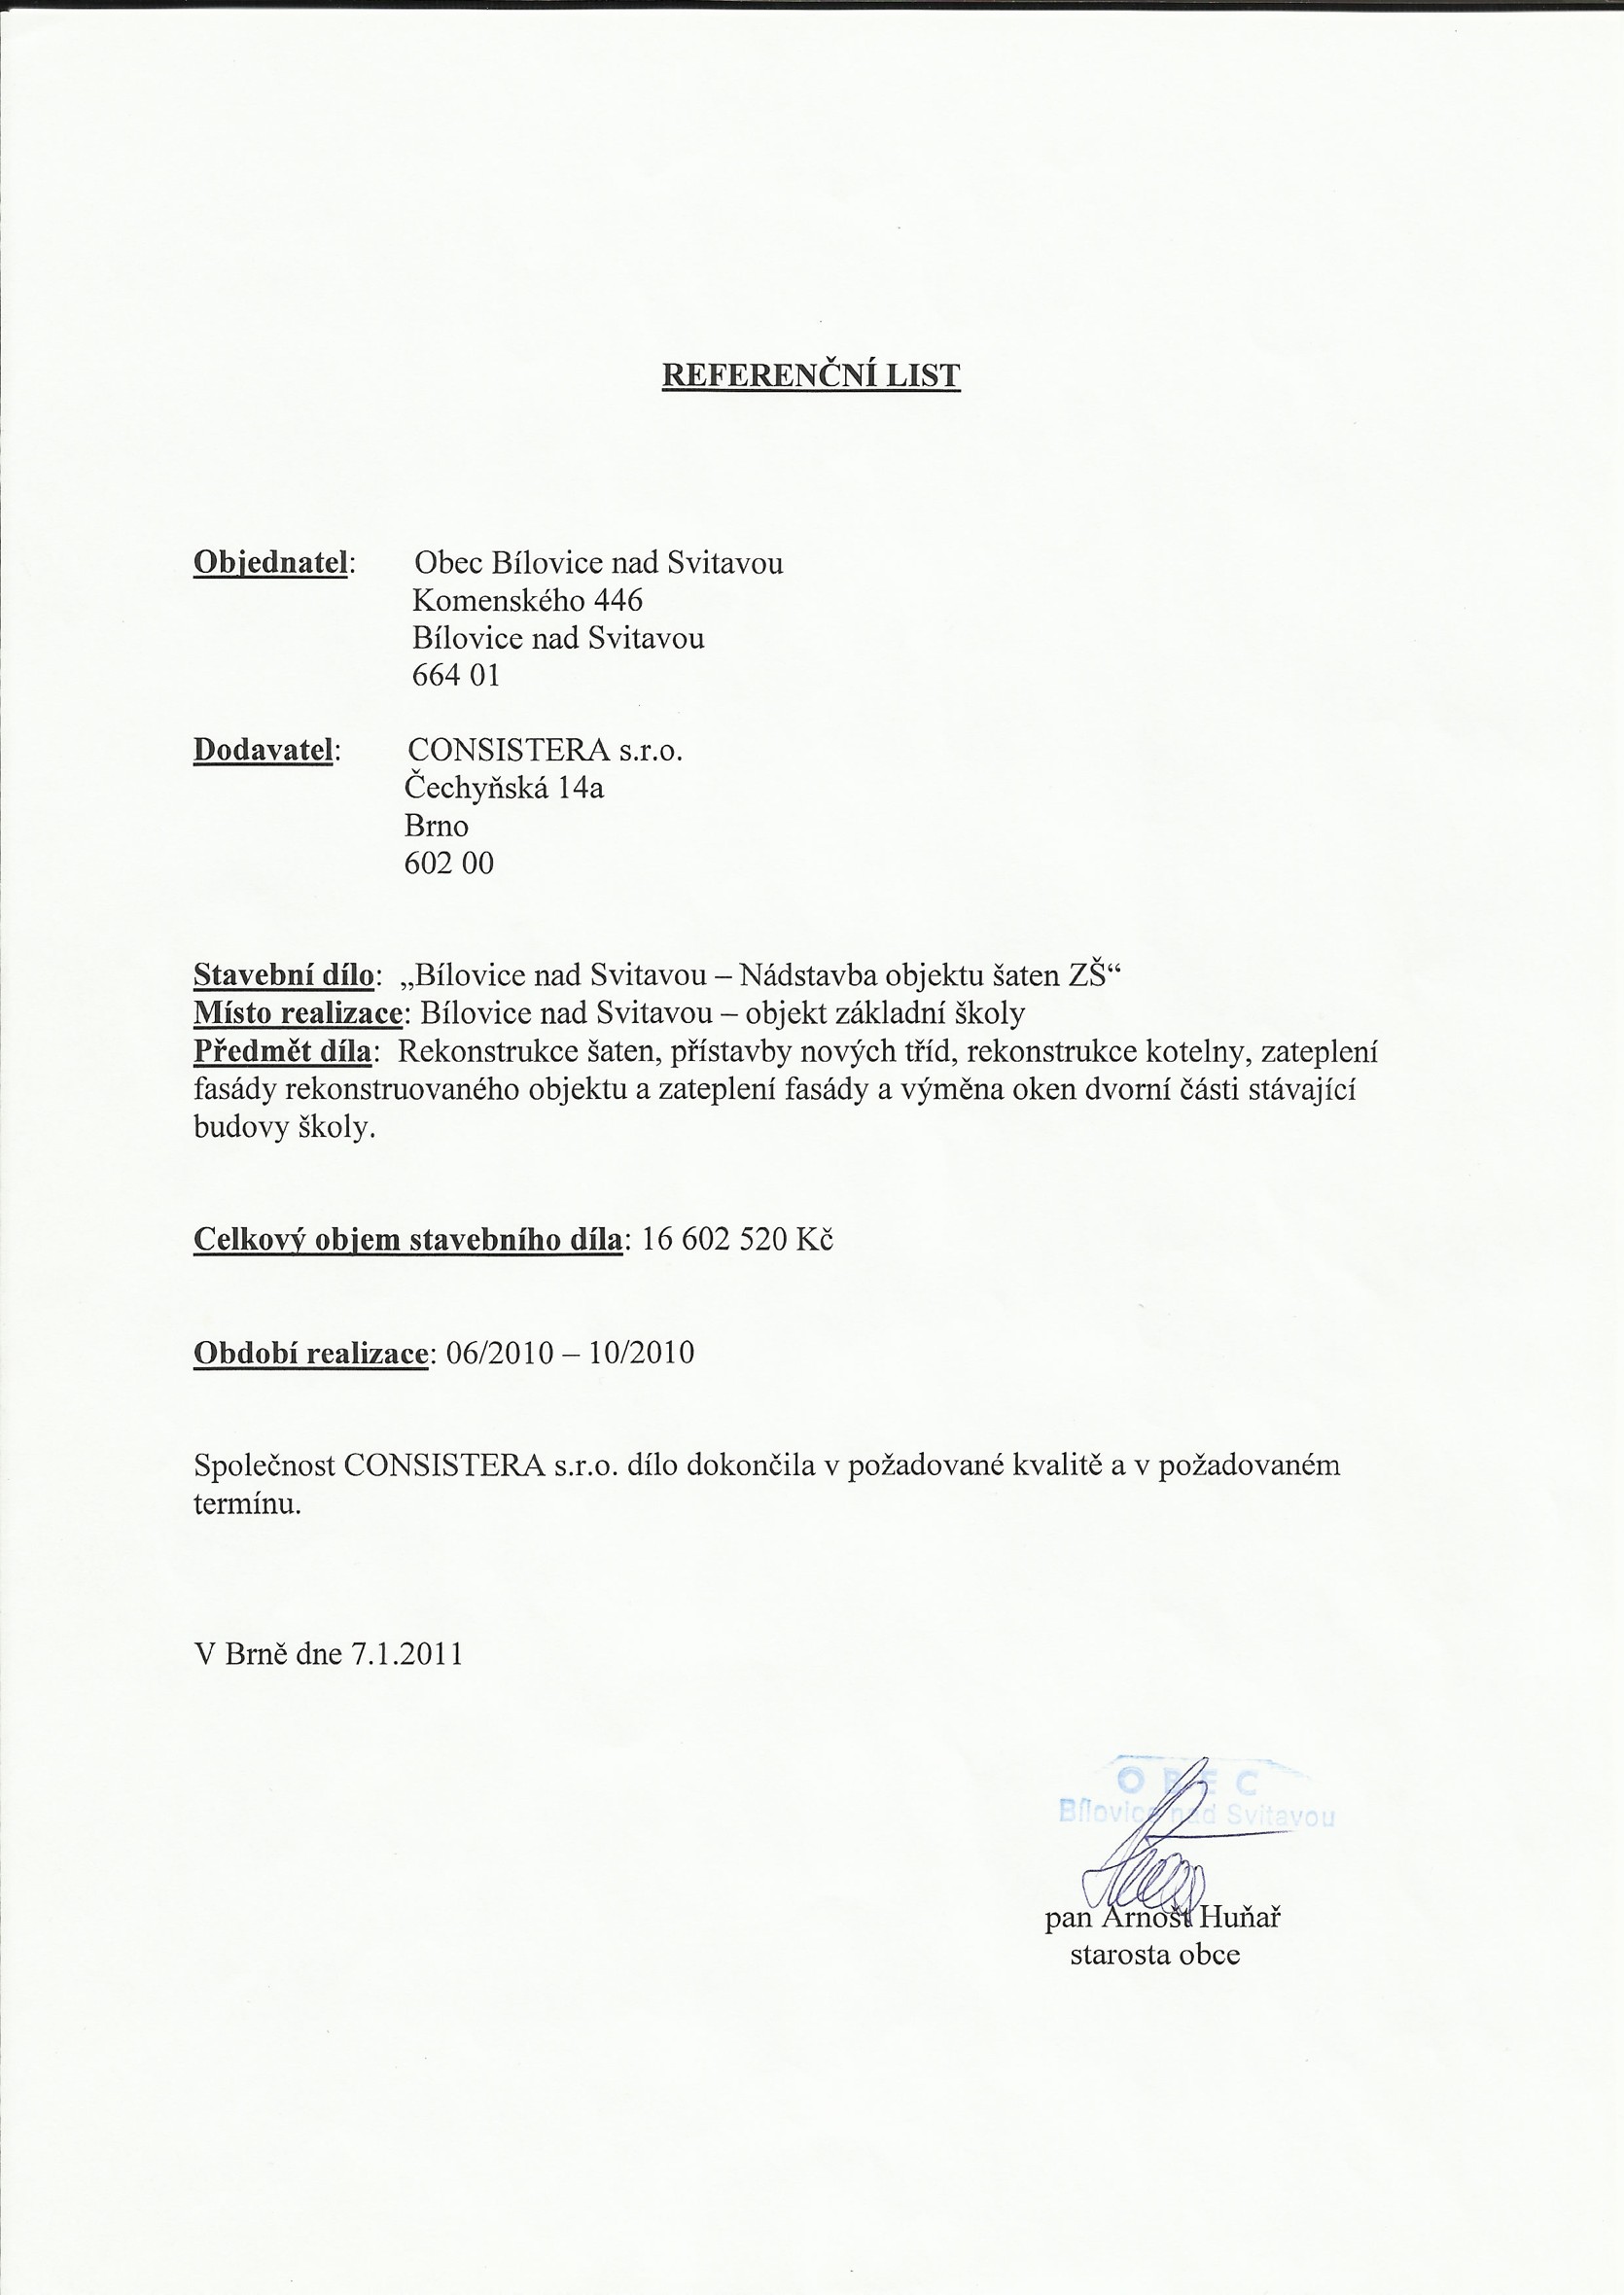 REFERENČNÍ LIST
Objednatel: Obec Bílovice nad Svitavou
Komenského 446
Bílovice nad Svitavou
664 01
Dodavatel: CONSISTERA s.r.o.
Čechyňská 14a
Brno
602 00
Stavební dílo: „Bílovice nad Svitavou – Nádstavba objektu šaten ZŠ“
Místo realizace: Bílovice nad Svitavou – objekt základní školy
Předmět díla: Rekonstrukce šaten, přístavby nových tříd, rekonstrukce kotelny, zateplení
fasády rekonstruovaného objektu a zateplení fasády a výměna oken dvorní části stávající
budovy školy.
Celkový objem stavebního díla: 16 602 520 Kč
Období realizace: 06/2010 – 10/2010
Společnost CONSISTERA s.r.o. dílo dokončila v požadované kvalitě a v požadovaném
termínu.
V Brně dne 7.1.2011
OBEC
Bílovice nad Svitavou
pan Arnošt Huňař
starosta obce